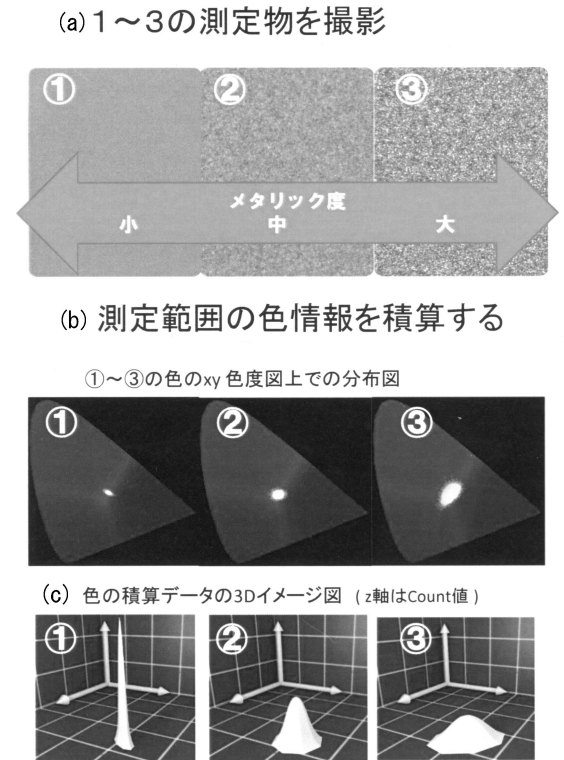 (a) 1～3の測定物を撮影
① ② ③
メタリック度
小 中 大
(b) 測定範囲の色情報を積算する
①～③の色のxy 色度図上での分布図
① ② ③
(c) 色の積算データの3Dイメージ図 ( z軸はCount値 )
① ② ③